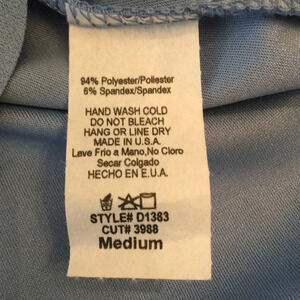 94% Polyester/Poliester
6% Spandex/Spandex
HAND WASH COLD
DO NOT BLEACH
HANG OR LINE DRY
MADE IN U.S.A.
Leve Frio a Mano,No Cloro
Secar Colgado
HECHO EN E.U.A.
STYLE# D1383
CUT# 3988
Medium